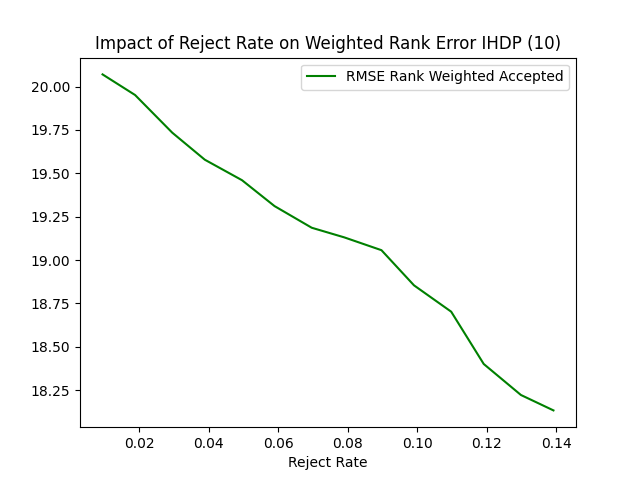 Impact of Reject Rate on Weighted Rank Error IHDP (10)
RMSE Rank Weighted Accepted
20.00
19.75
19.50
19.25
19.00
18.75
18.50
18.25
0.02 0.04 0.06 0.08 0.10 0.12 0.14
Reject Rate